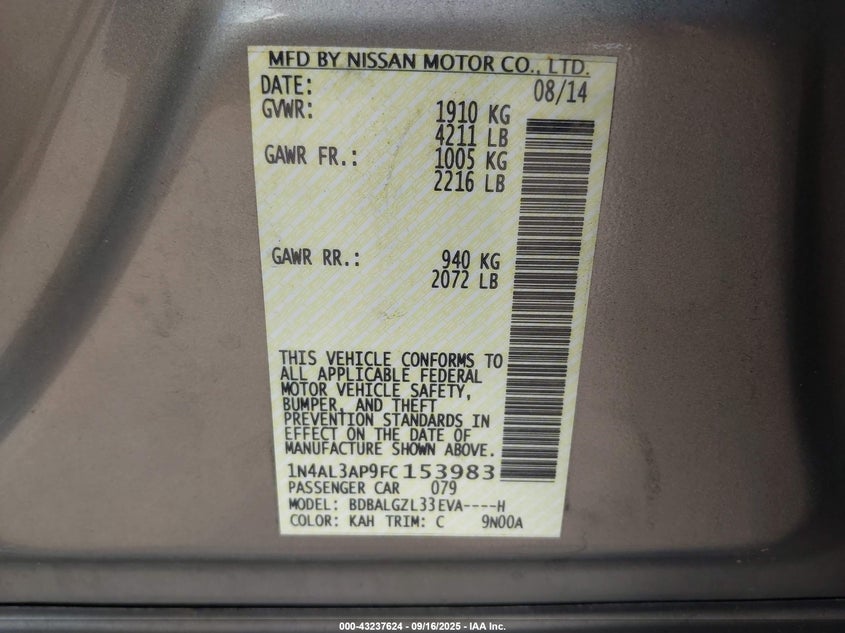 MFD BY NISSAN MOTOR CO., LTD.
DATE: 08/14
GVWR: 1910 KG
4211 LB
GAWR FR.: 1005 KG
2216 LB
GAWR RR.: 940 KG
2072 LB
THIS VEHICLE CONFORMS TO
ALL APPLICABLE FEDERAL
MOTOR VEHICLE SAFETY,
BUMPER, AND THEFT
PREVENTION STANDARDS IN
EFFECT ON THE DATE OF
MANUFACTURE SHOWN ABOVE.
1N4AL3AP9FC153983
PASSENGER CAR 079
MODEL: BDBALGZL33EVA----H
COLOR: KAH TRIM: C 9N00A
000-43237624 - 09/16/2025 - IAA Inc.